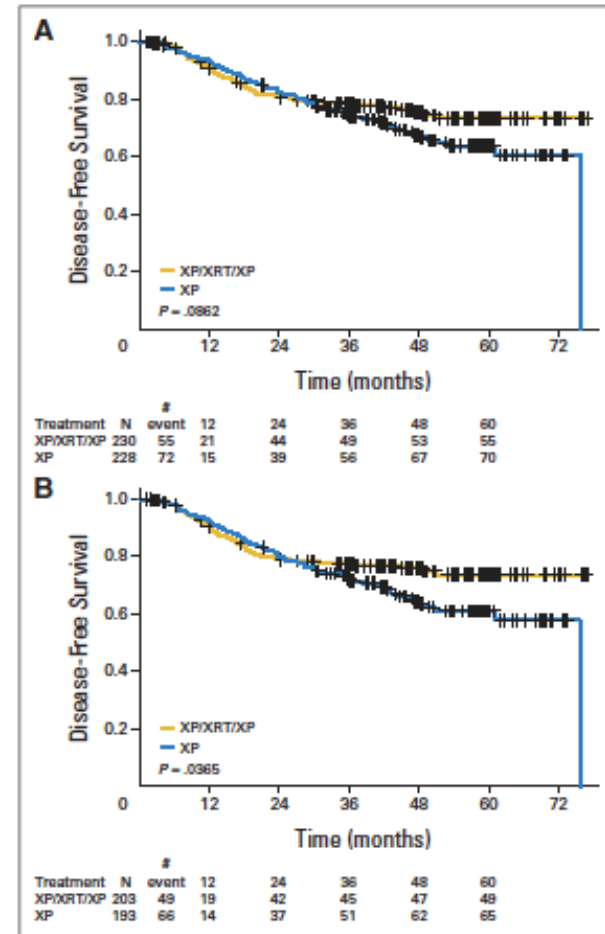 A
Disease-Free Survival
1.0
0.8
0.6
0.4
0.2
XP/XRT/XP
XP
P = .0862
0 12 24 36 48 60 72
Time (months)
#
Treatment N event 12 24 36 48 60
XP/XRT/XP 230 55 21 44 49 53 55
XP 228 72 15 39 56 67 70
B
Disease-Free Survival
1.0
0.8
0.6
0.4
0.2
XP/XRT/XP
XP
P = .0365
0 12 24 36 48 60 72
Time (months)
#
Treatment N event 12 24 36 48 60
XP/XRT/XP 203 49 19 42 45 47 49
XP 193 66 14 37 51 62 65